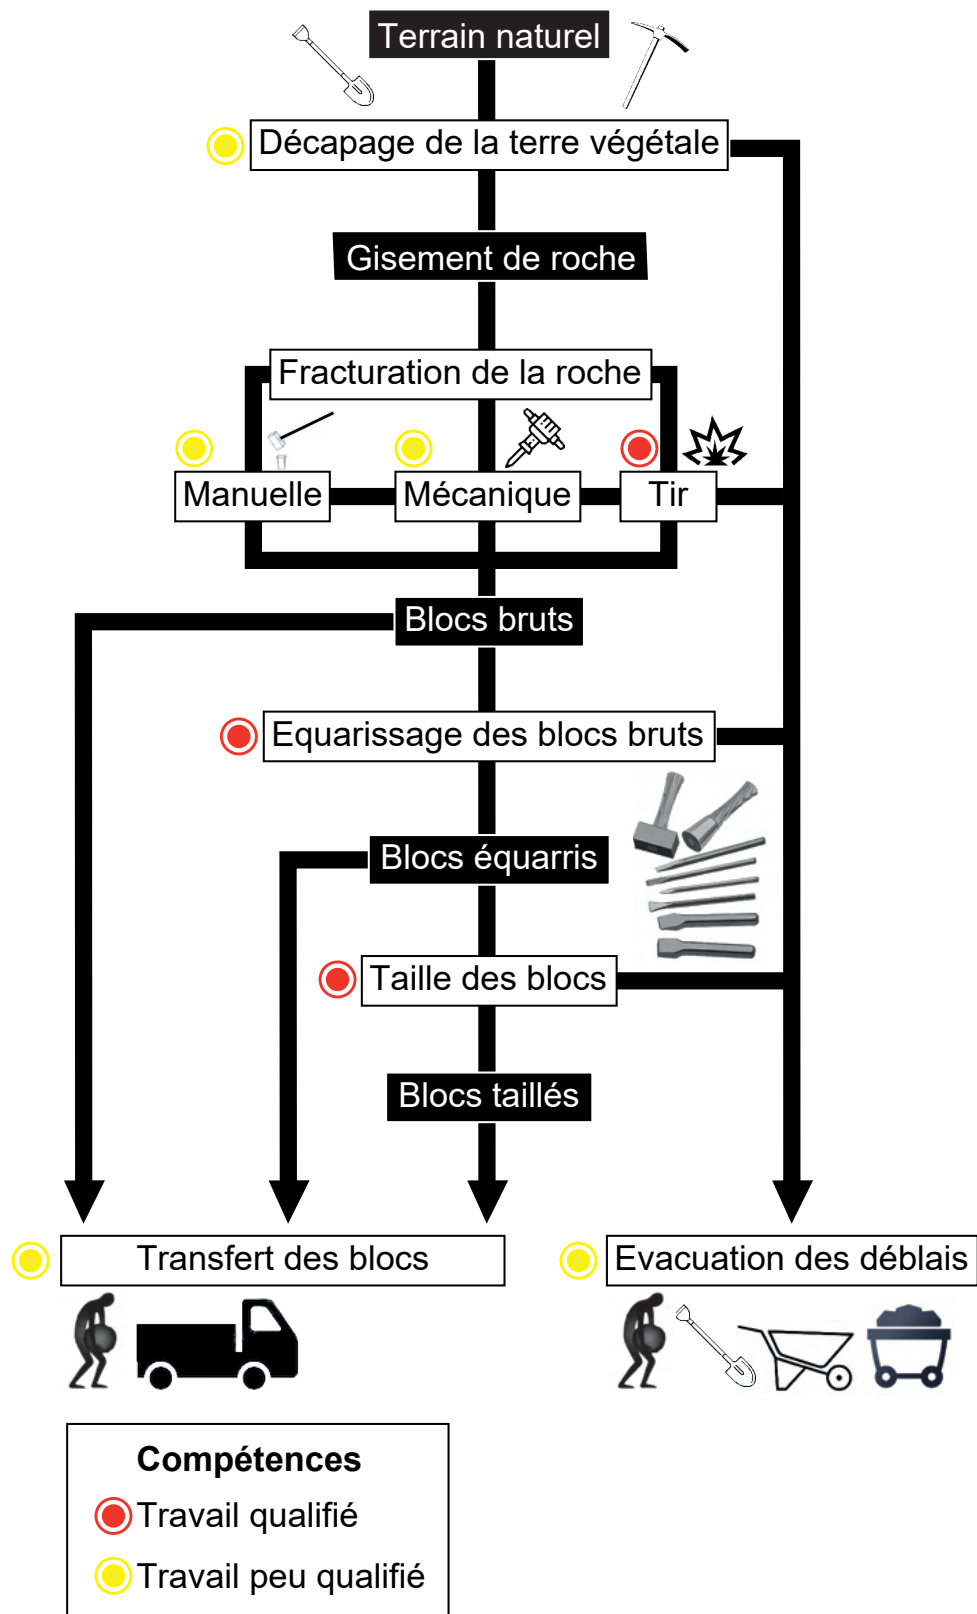 Terrain naturel
Décapage de la terre végétale
Gisement de roche
Fracturation de la roche
Manuelle
Mécanique
Tir
Blocs bruts
Equarissage des blocs bruts
Blocs équarris
Taille des blocs
Blocs taillés
Transfert des blocs
Evacuation des déblais
Compétences
Travail qualifié
Travail peu qualifié